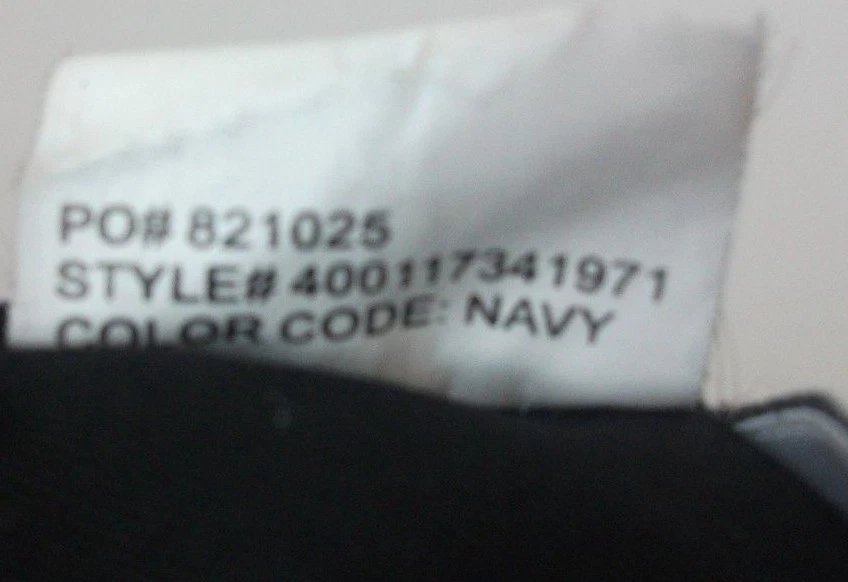 PO# 821025
STYLE# 400117341971
COLOR CODE: NAVY